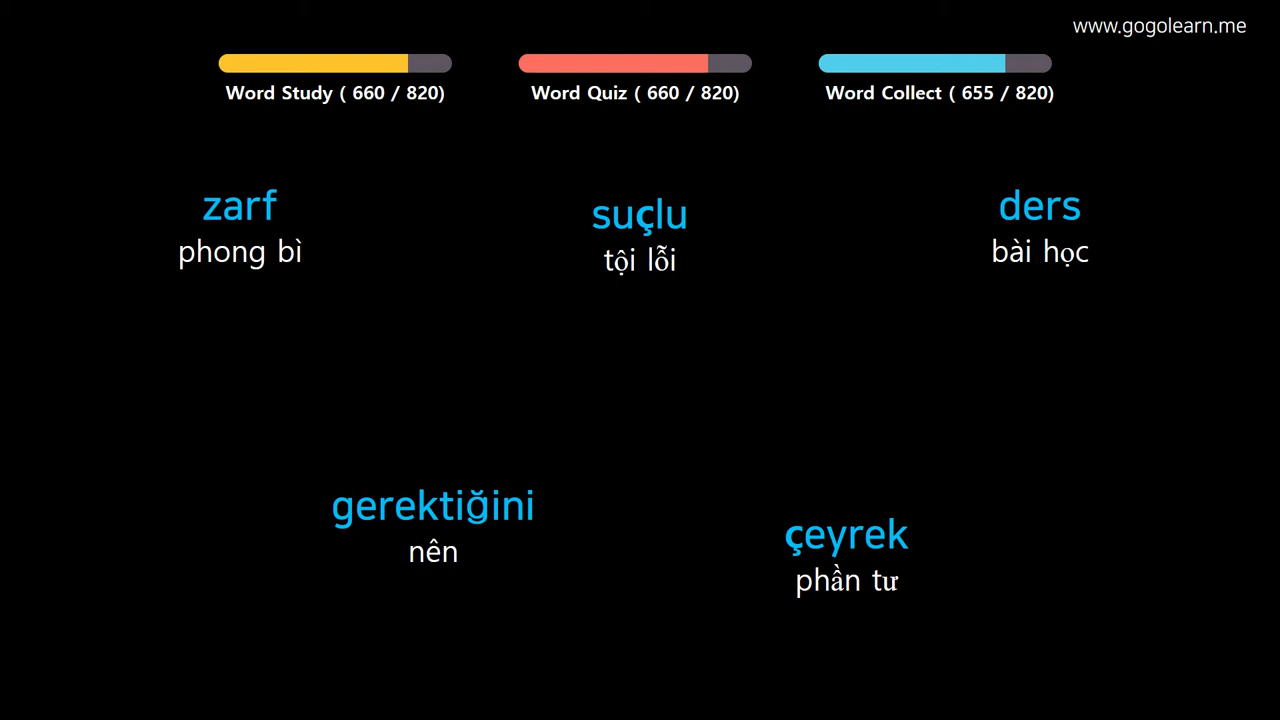 www.gogolearn.me
Word Study ( 660 / 820)
Word Quiz ( 660 / 820)
Word Collect ( 655 / 820)
zarf
phong bì
suçlu
tội lỗi
ders
bài học
gerektiğini
nên
çeyrek
phần tư